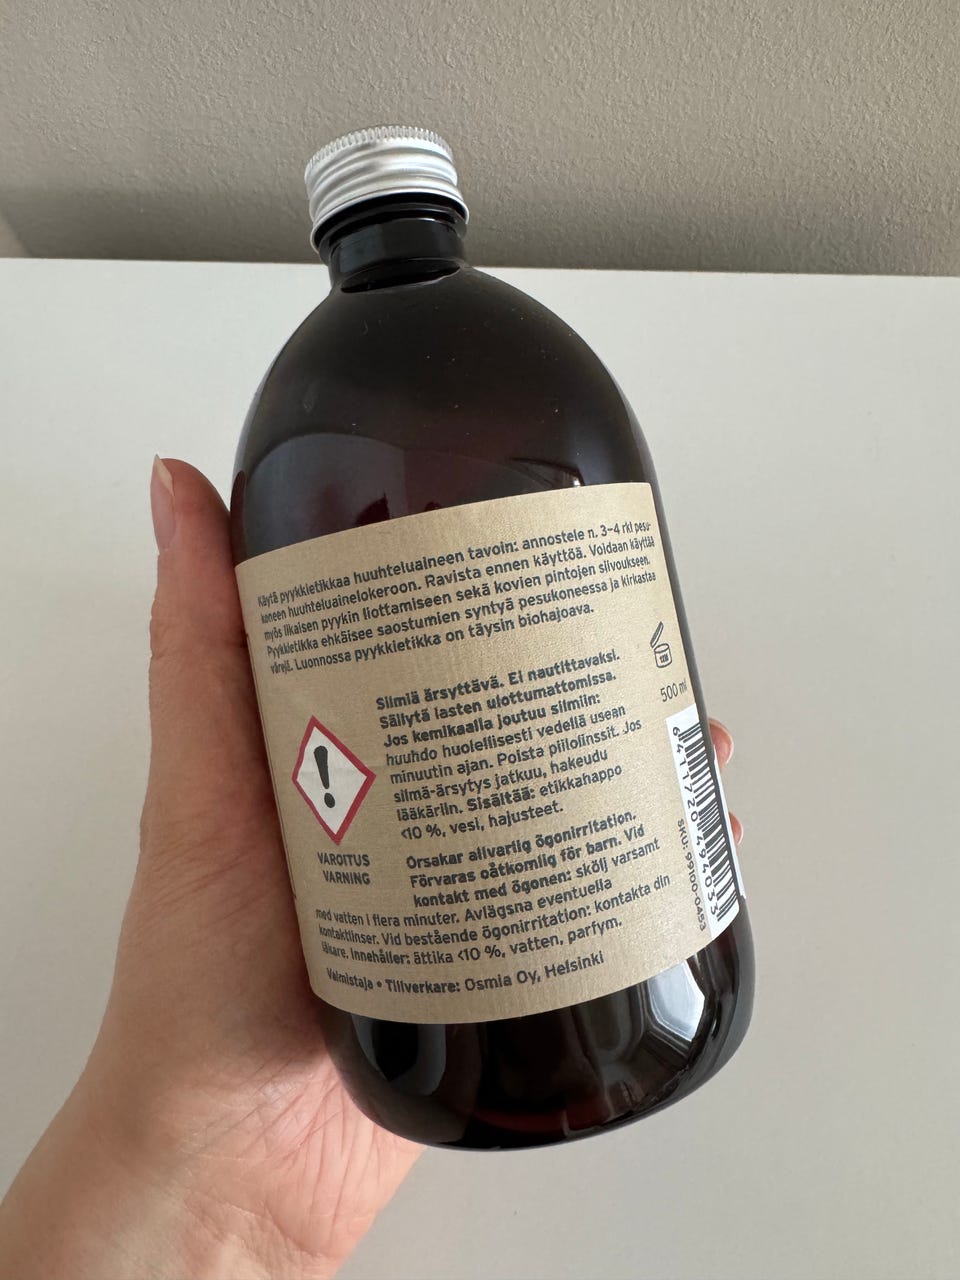 Käytä pyykkietikkaa huuhteluaineen tavoin: annostele n. 3–4 rkl pesu-
koneen huuhteluainelokeroon. Ravista ennen käyttöä. Voidaan käyttää
myös likaisen pyykin liottamiseen sekä kovien pintojen siivoukseen.
Pyykkietikka ehkäisee saostumien syntyä pesukoneessa ja kirkastaa
värejä. Luonnossa pyykkietikka on täysin biohajoava.
Silmiä ärsyttävä. Ei nautittavaksi.
Säilytä lasten ulottumattomissa.
Jos kemikaalia joutuu silmiin:
huuhdo huolellisesti vedellä usean
minuutin ajan. Poista piilolinssit. Jos
silmä-ärsytys jatkuu, hakeudu
lääkäriin. Sisältää: etikkahappo
<10 %, vesi, hajusteet.
VAROITUS
VARNING
Orsakar allvarlig ögonirritation.
Förvaras oåtkomlig för barn. Vid
kontakt med ögonen: skölj varsamt
med vatten i flera minuter. Avlägsna eventuella
kontaktlinser. Vid bestående ögonirritation: kontakta din
läkare. Innehåller: ättika <10 %, vatten, parfym.
Valmistaja • Tillverkare: Osmia Oy, Helsinki
12M
500 ml
6411720494033
SKU: 99100-0453